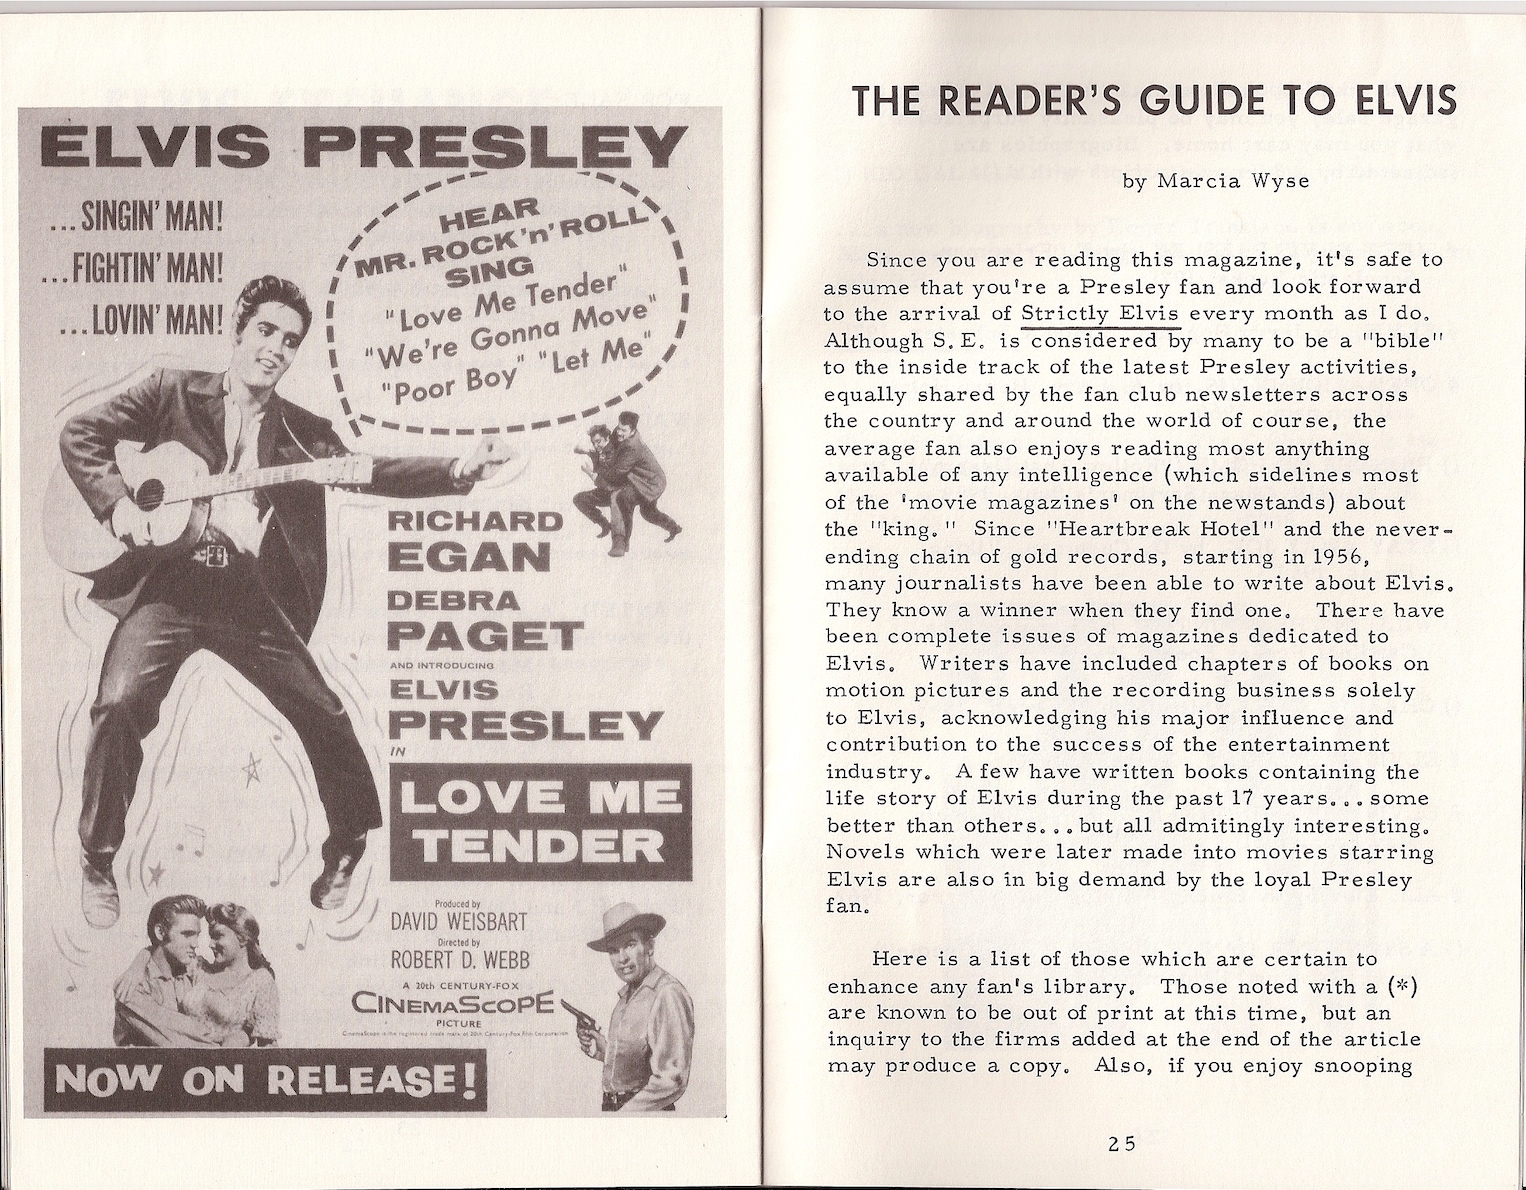 ELVIS PRESLEY
...SINGIN' MAN!
...FIGHTIN' MAN!
...LOVIN' MAN!
HEAR
MR. ROCK'n'ROLL
SING
"Love Me Tender"
"We're Gonna Move"
"Poor Boy" "Let Me"
RICHARD
EGAN
DEBRA
PAGET
AND INTRODUCING
ELVIS
PRESLEY
IN
LOVE ME
TENDER
Produced by
DAVID WEISBART
Directed by
ROBERT D. WEBB
A 20th CENTURY-FOX
CINEMASCOPE
PICTURE
CinemaScope is the registered trade mark of 20th Century-Fox Film Corporation
NOW ON RELEASE!
THE READER'S GUIDE TO ELVIS
by Marcia Wyse
Since you are reading this magazine, it's safe to
assume that you're a Presley fan and look forward
to the arrival of Strictly Elvis every month as I do.
Although S.E. is considered by many to be a "bible"
to the inside track of the latest Presley activities,
equally shared by the fan club newsletters across
the country and around the world of course, the
average fan also enjoys reading most anything
available of any intelligence (which sidelines most
of the 'movie magazines' on the newstands) about
the "king." Since "Heartbreak Hotel" and the never-
ending chain of gold records, starting in 1956,
many journalists have been able to write about Elvis.
They know a winner when they find one. There have
been complete issues of magazines dedicated to
Elvis. Writers have included chapters of books on
motion pictures and the recording business solely
to Elvis, acknowledging his major influence and
contribution to the success of the entertainment
industry. A few have written books containing the
life story of Elvis during the past 17 years...some
better than others...but all admitingly interesting.
Novels which were later made into movies starring
Elvis are also in big demand by the loyal Presley
fan.
Here is a list of those which are certain to
enhance any fan's library. Those noted with a (*)
are known to be out of print at this time, but an
inquiry to the firms added at the end of the article
may produce a copy. Also, if you enjoy snooping
25